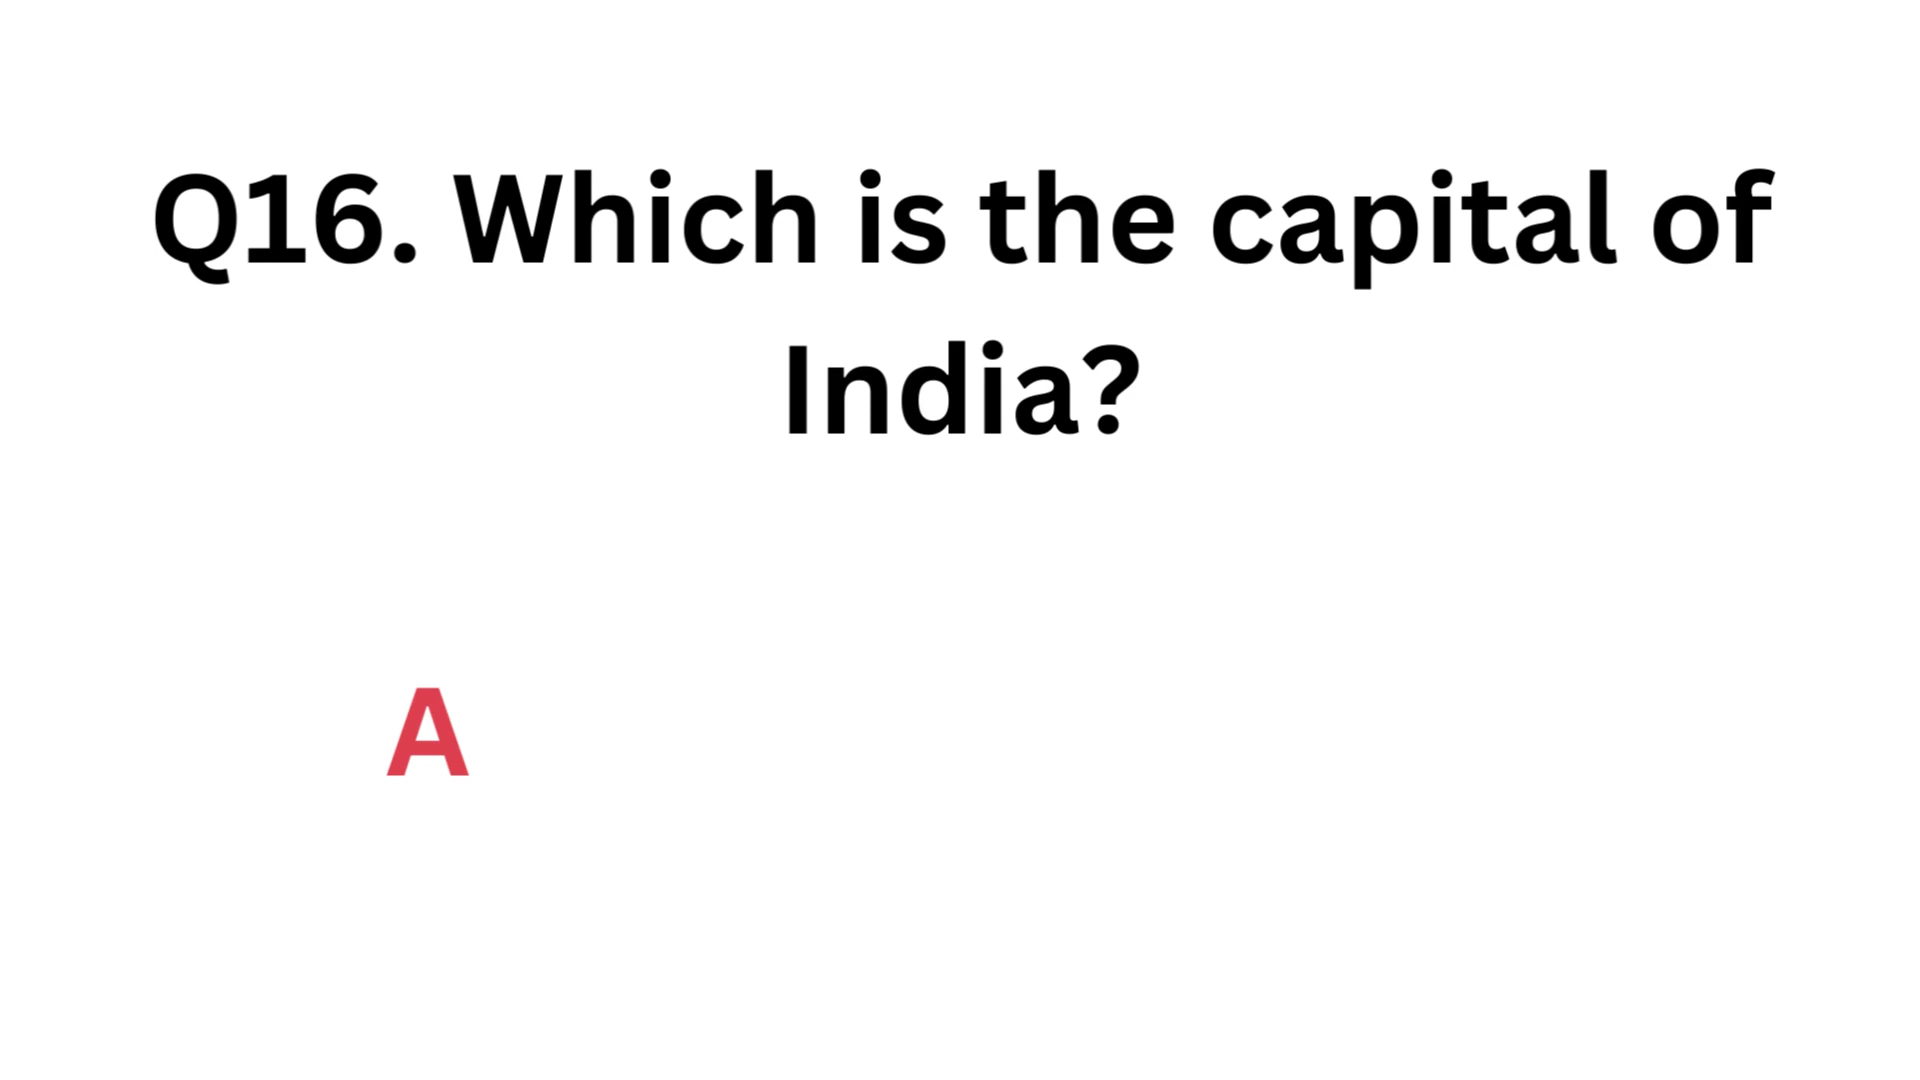 Q16. Which is the capital of
India?
A